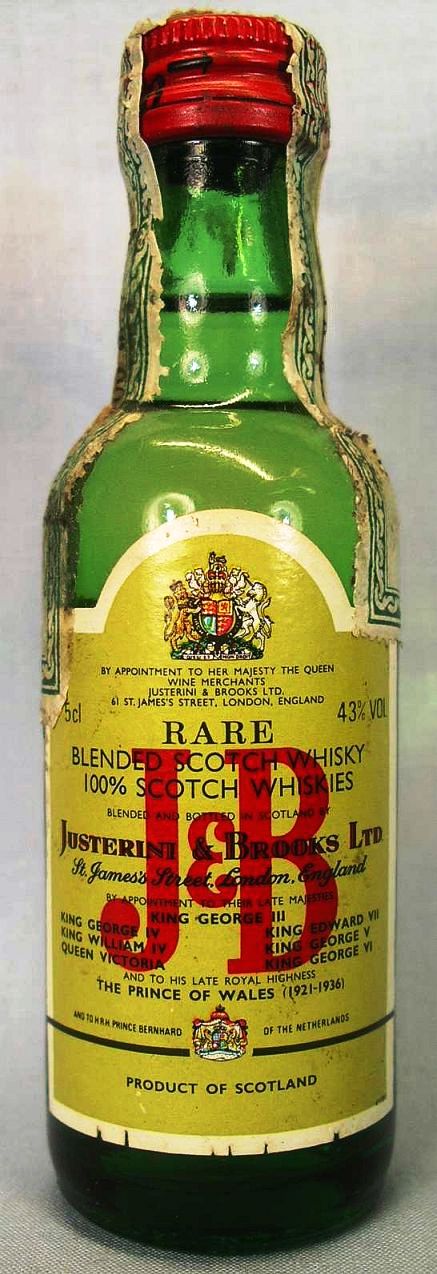 BY APPOINTMENT TO HER MAJESTY THE QUEEN
WINE MERCHANTS
JUSTERINI & BROOKS LTD.
61 ST. JAMES'S STREET, LONDON, ENGLAND
5cl 43% VOL
RARE
BLENDED SCOTCH WHISKY
100% SCOTCH WHISKIES
BLENDED AND BOTTLED IN SCOTLAND BY
J&B
JUSTERINI & BROOKS LTD
St. James's Street, London, England
BY APPOINTMENT TO THEIR LATE MAJESTIES
KING GEORGE III
KING GEORGE IV KING EDWARD VII
KING WILLIAM IV KING GEORGE V
QUEEN VICTORIA KING GEORGE VI
AND TO HIS LATE ROYAL HIGHNESS
THE PRINCE OF WALES (1921-1936)
AND TO H.R.H. PRINCE BERNHARD OF THE NETHERLANDS
PRODUCT OF SCOTLAND